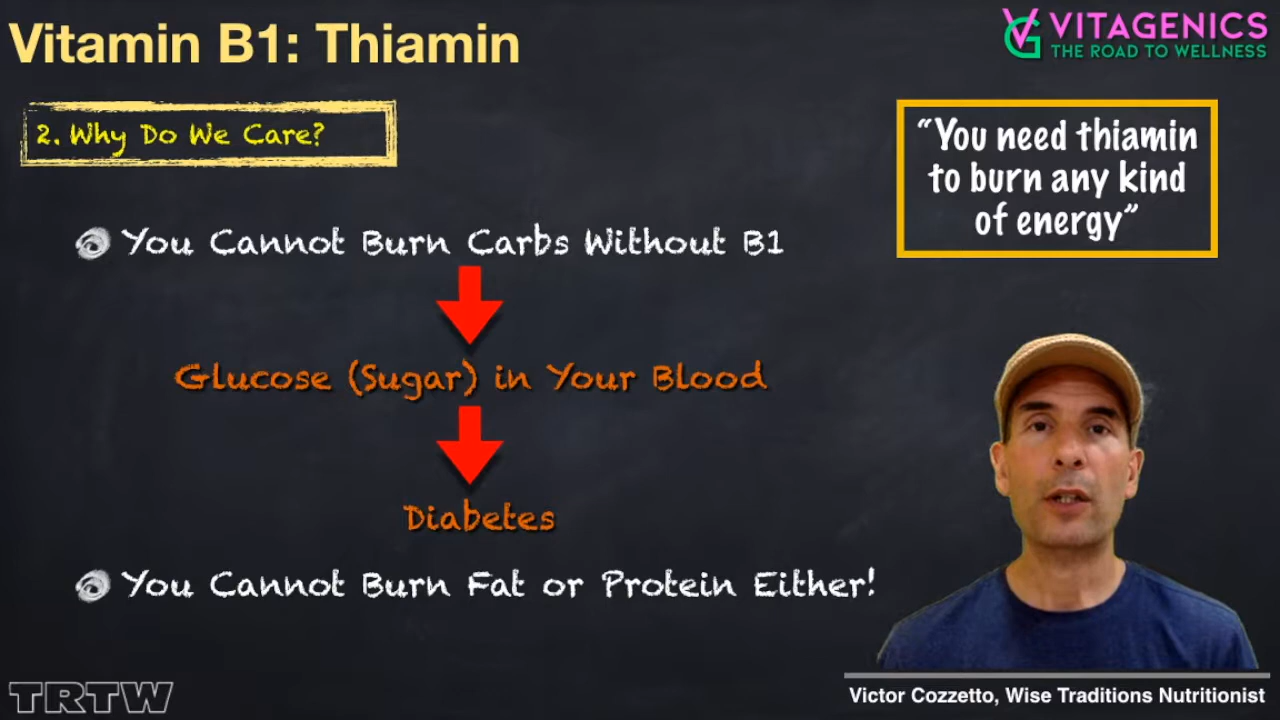 Vitamin B1: Thiamin
VITAGENICS
THE ROAD TO WELLNESS
2. Why Do We Care?
“You need thiamin
to burn any kind
of energy”
You Cannot Burn Carbs Without B1
Glucose (Sugar) in Your Blood
Diabetes
You Cannot Burn Fat or Protein Either!
TRTW
Victor Cozzetto, Wise Traditions Nutritionist